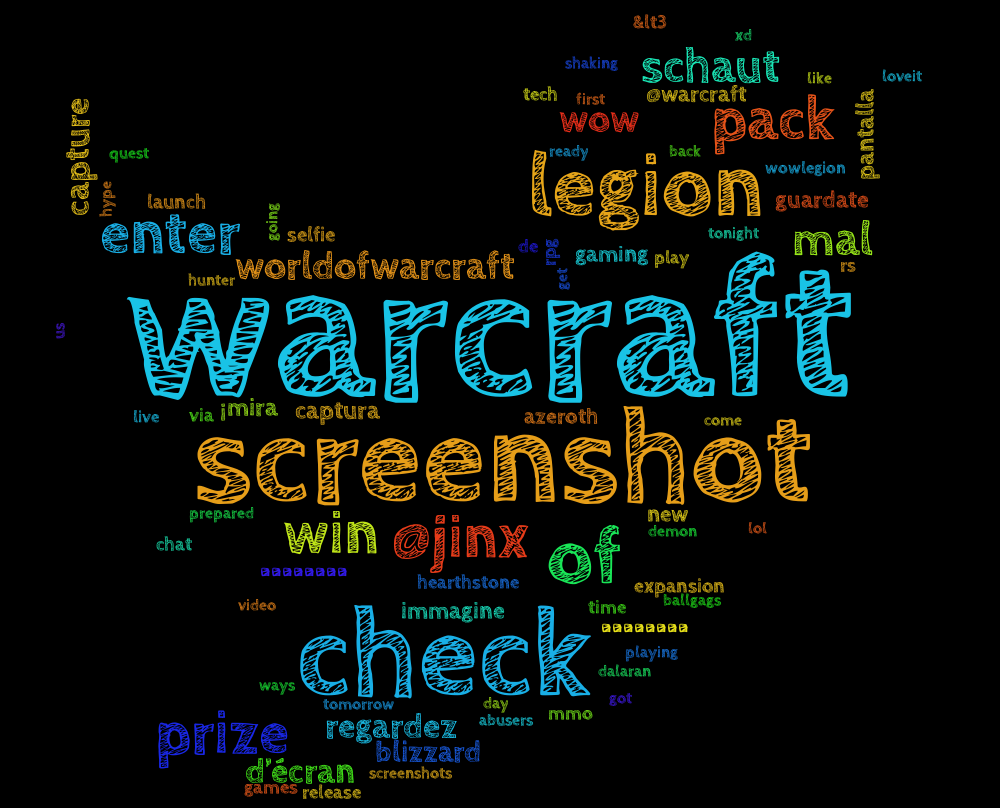 &lt3
xd
shaking
schaut
like
loveit
tech
first
@warcraft
capture
wow
pack
pantalla
quest
ready
back
legion
wowlegion
hype
launch
guardate
enter
going
selfie
tonight
mal
de
rpg
gaming
play
rs
worldofwarcraft
hunter
get
warcraft
us
live
via
¡mira
captura
azeroth
come
screenshot
prepared
new
chat
win
@jinx
of
demon
lol
hearthstone
expansion
video
immagine
time
ballgags
check
playing
dalaran
ways
tomorrow
day
got
prize
regardez
abusers
mmo
blizzard
d'écran
screenshots
games
release